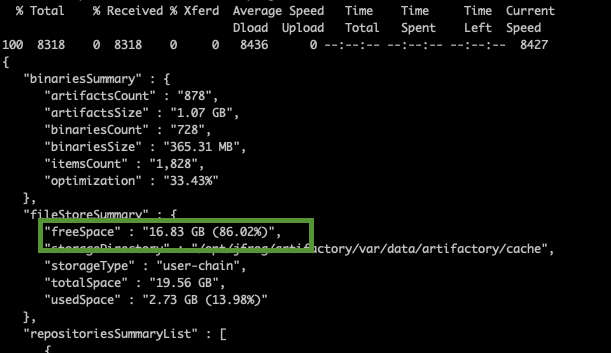 % Total % Received % Xferd Average Speed Time Time Time Current
Dload Upload Total Spent Left Speed
100 8318 0 8318 0 0 8436 0 --:--:-- --:--:-- --:--:-- 8427
{
"binariesSummary" : {
"artifactsCount" : "878",
"artifactsSize" : "1.07 GB",
"binariesCount" : "728",
"binariesSize" : "365.31 MB",
"itemsCount" : "1,828",
"optimization" : "33.43%"
},
"fileStoreSummary" : {
"freeSpace" : "16.83 GB (86.02%)",
"storageDirectory" : "/opt/jfrog/artifactory/var/data/artifactory/cache",
"storageType" : "user-chain",
"totalSpace" : "19.56 GB",
"usedSpace" : "2.73 GB (13.98%)"
},
"repositoriesSummaryList" : [
{